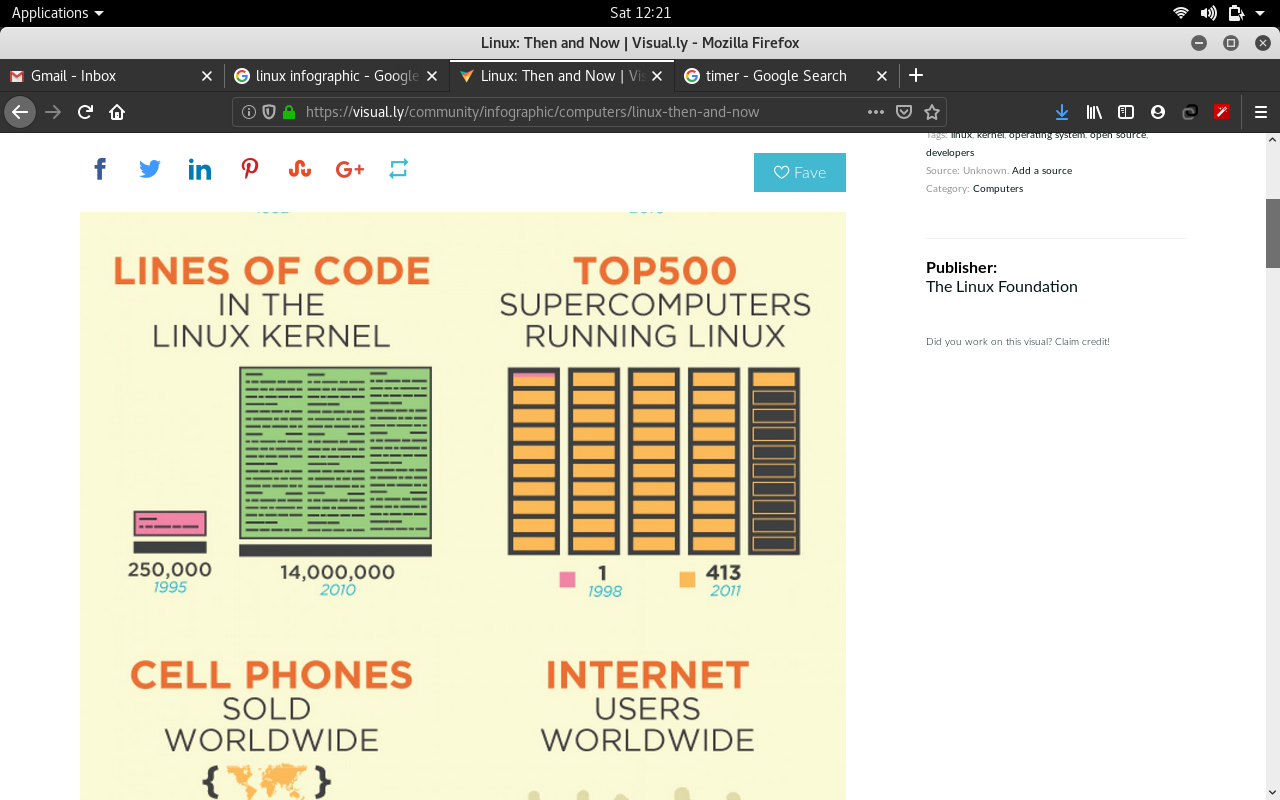 Applications
Sat 12:21
Linux: Then and Now | Visual.ly - Mozilla Firefox
Gmail - Inbox
linux infographic - Google
Linux: Then and Now | Vis
timer - Google Search
https://visual.ly/community/infographic/computers/linux-then-and-now
Tags: linux, kernel, operating system, open source,
developers
Source: Unknown. Add a source
Category: Computers
Fave
Publisher:
The Linux Foundation
Did you work on this visual? Claim credit!
LINES OF CODE
IN THE
LINUX KERNEL
250,000
1995
14,000,000
2010
TOP500
SUPERCOMPUTERS
RUNNING LINUX
1
1998
413
2011
CELL PHONES
SOLD
WORLDWIDE
INTERNET
USERS
WORLDWIDE